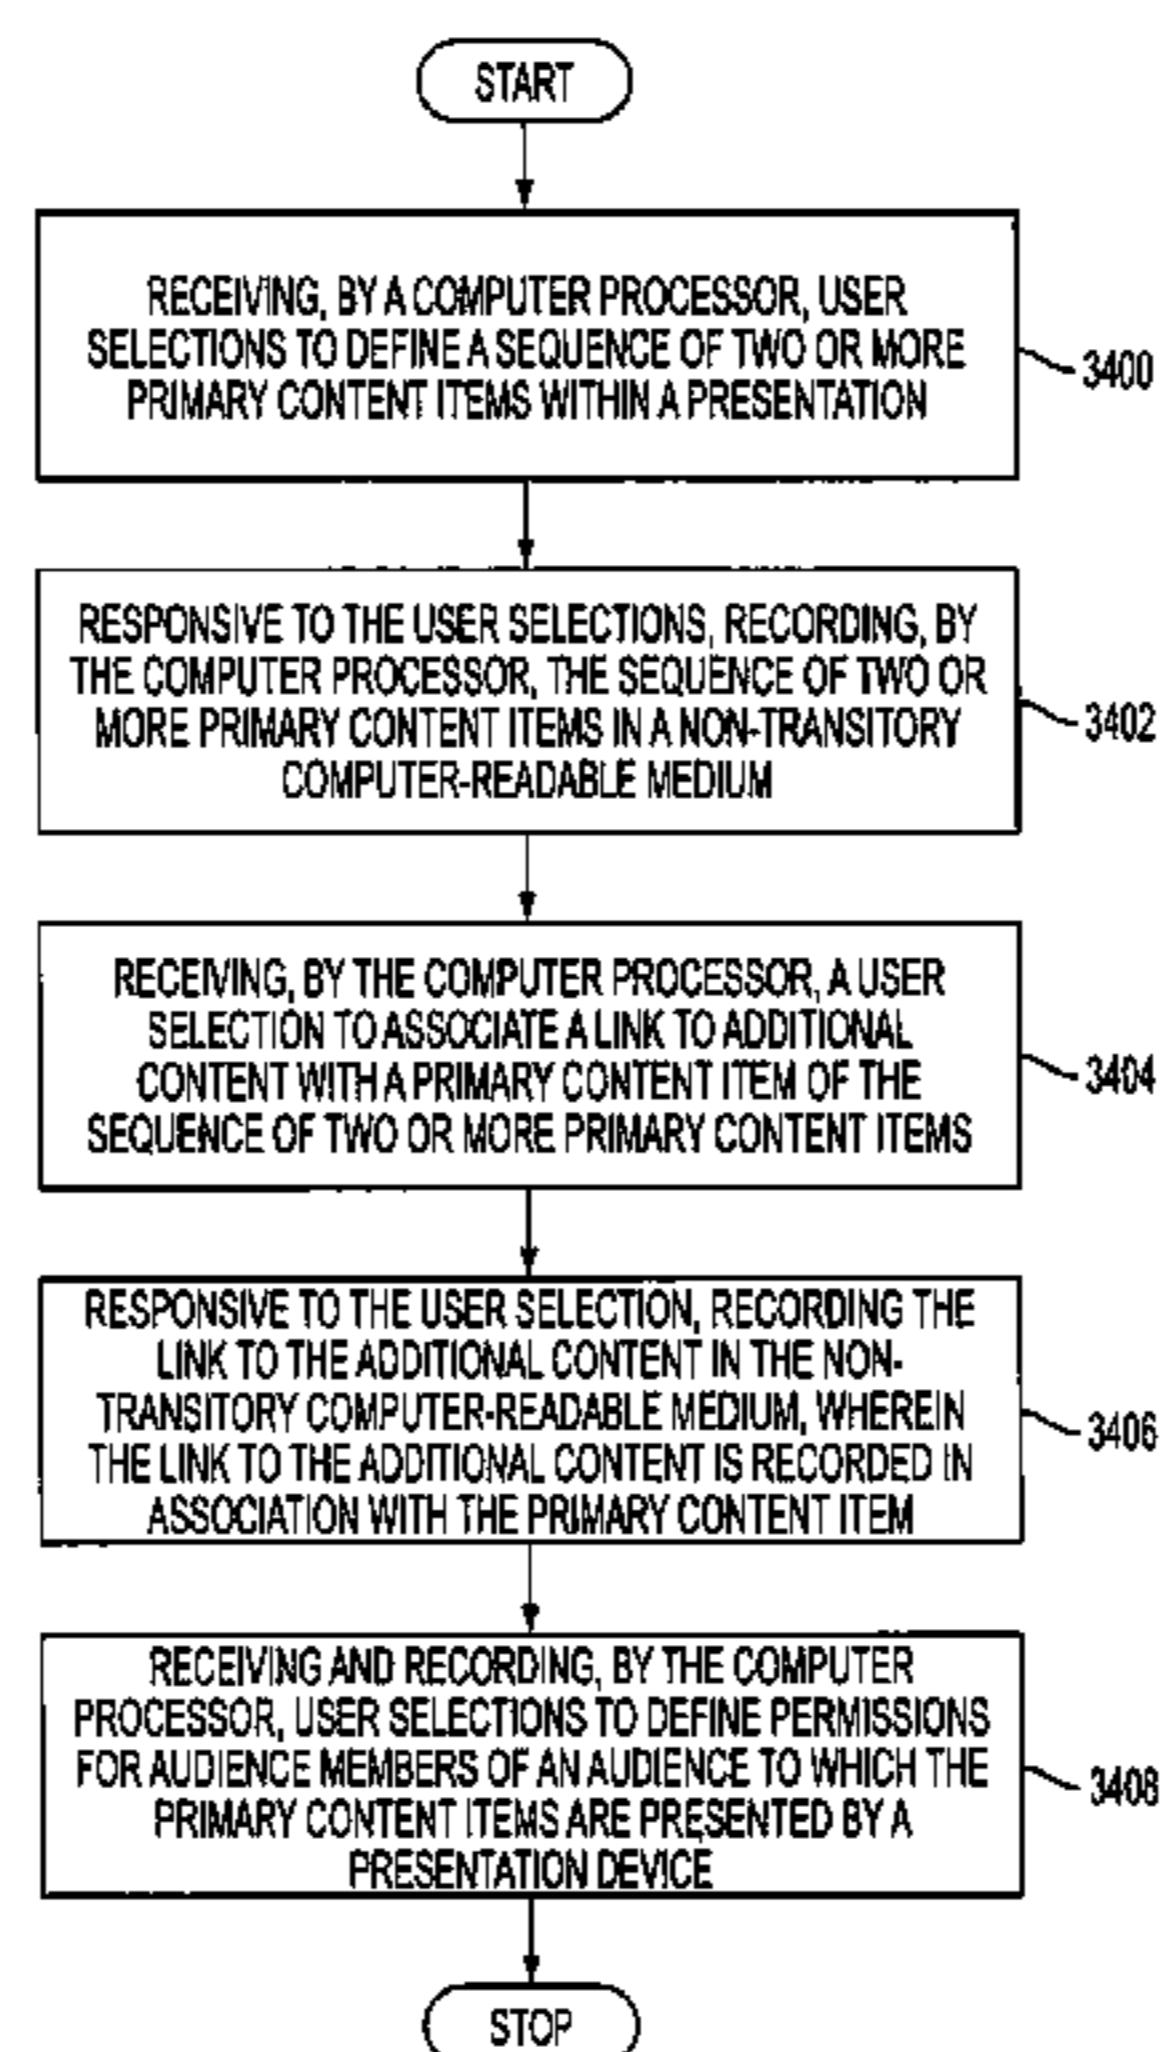 START
RECEIVING, BY A COMPUTER PROCESSOR, USER
SELECTIONS TO DEFINE A SEQUENCE OF TWO OR MORE
PRIMARY CONTENT ITEMS WITHIN A PRESENTATION
3400
RESPONSIVE TO THE USER SELECTIONS, RECORDING, BY
THE COMPUTER PROCESSOR, THE SEQUENCE OF TWO OR
MORE PRIMARY CONTENT ITEMS IN A NON-TRANSITORY
COMPUTER-READABLE MEDIUM
3402
RECEIVING, BY THE COMPUTER PROCESSOR, A USER
SELECTION TO ASSOCIATE A LINK TO ADDITIONAL
CONTENT WITH A PRIMARY CONTENT ITEM OF THE
SEQUENCE OF TWO OR MORE PRIMARY CONTENT ITEMS
3404
RESPONSIVE TO THE USER SELECTION, RECORDING THE
LINK TO THE ADDITIONAL CONTENT IN THE NON-
TRANSITORY COMPUTER-READABLE MEDIUM, WHEREIN
THE LINK TO THE ADDITIONAL CONTENT IS RECORDED IN
ASSOCIATION WITH THE PRIMARY CONTENT ITEM
3406
RECEIVING AND RECORDING, BY THE COMPUTER
PROCESSOR, USER SELECTIONS TO DEFINE PERMISSIONS
FOR AUDIENCE MEMBERS OF AN AUDIENCE TO WHICH THE
PRIMARY CONTENT ITEMS ARE PRESENTED BY A
PRESENTATION DEVICE
3408
STOP